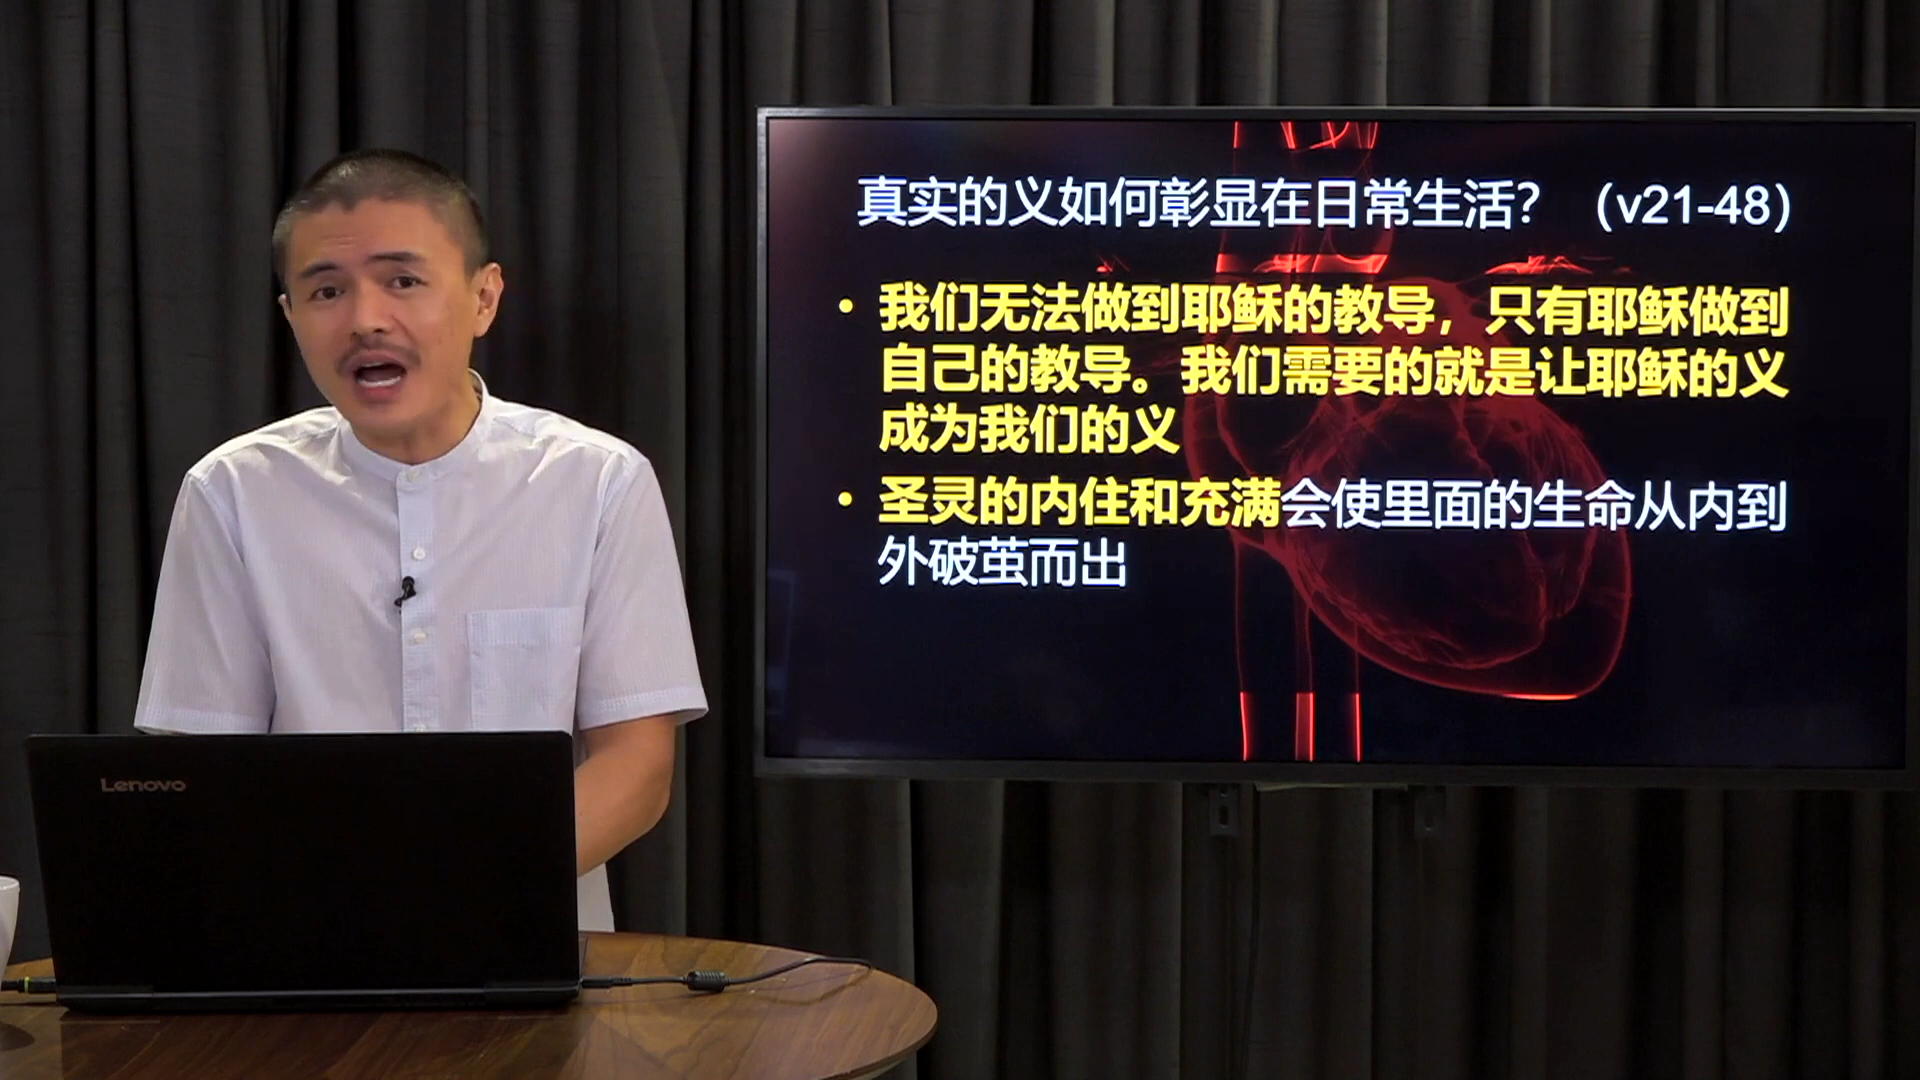 真实的义如何彰显在日常生活？（v21-48）
• 我们无法做到耶稣的教导，只有耶稣做到
自己的教导。我们需要的就是让耶稣的义
成为我们的义
• 圣灵的内住和充满会使里面的生命从内到
外破茧而出
Lenovo